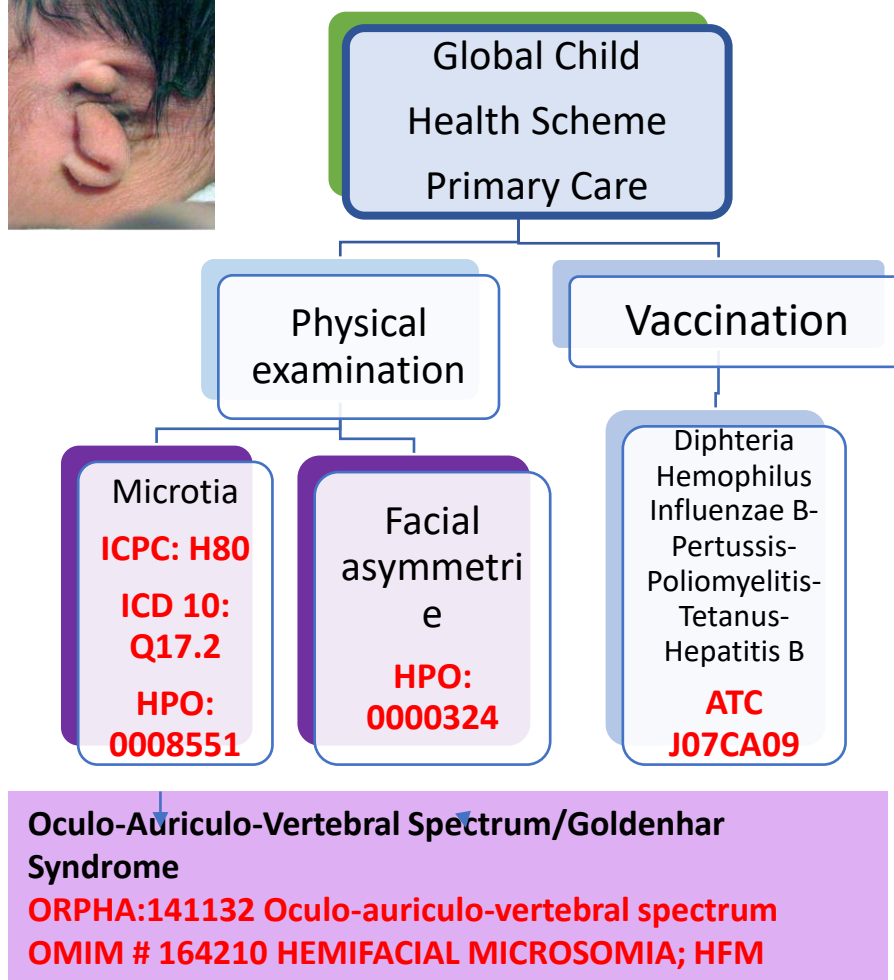 Global Child
Health Scheme
Primary Care
Physical
examination
Vaccination
Microtia
ICPC: H80
ICD 10:
Q17.2
HPO:
0008551
Facial
asymmetri
e
HPO:
0000324
Diphteria
Hemophilus
Influenzae B-
Pertussis-
Poliomyelitis-
Tetanus-
Hepatitis B
ATC
J07CA09
Oculo-Auriculo-Vertebral Spectrum/Goldenhar
Syndrome
ORPHA:141132 Oculo-auriculo-vertebral spectrum
OMIM # 164210 HEMIFACIAL MICROSOMIA; HFM